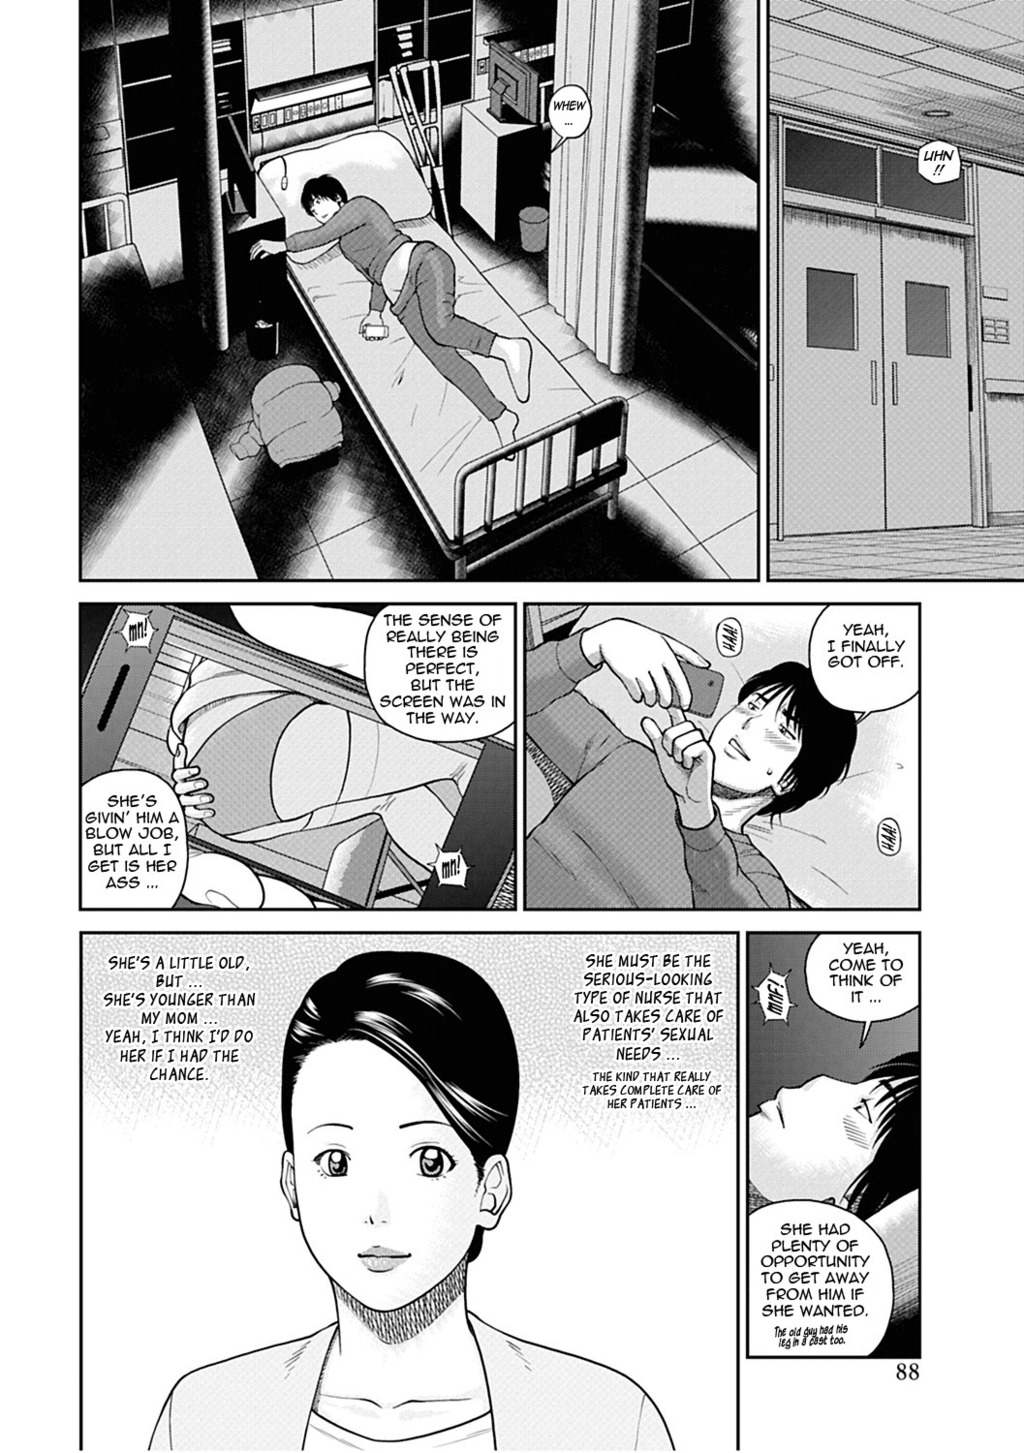 UHN
!!
WHEW
...
YEAH,
I FINALLY
GOT OFF.
HAA!
HAA!
THE SENSE OF
REALLY BEING
THERE IS
PERFECT,
BUT THE
SCREEN WAS IN
THE WAY.
mn!
SHE'S
GIVIN' HIM A
BLOW JOB,
BUT ALL I
GET IS HER
ASS ...
mn!
YEAH,
COME TO
THINK OF
IT ...
mnf!
SHE HAD
PLENTY OF
OPPORTUNITY
TO GET AWAY
FROM HIM IF
SHE WANTED.
The old guy had his
leg in a cast too.
SHE MUST BE THE
SERIOUS-LOOKING
TYPE OF NURSE THAT
ALSO TAKES CARE OF
PATIENTS' SEXUAL
NEEDS ...
THE KIND THAT REALLY
TAKES COMPLETE CARE OF
HER PATIENTS ...
SHE'S A LITTLE OLD,
BUT ...
SHE'S YOUNGER THAN
MY MOM ...
YEAH, I THINK I'D DO
HER IF I HAD THE
CHANCE.
88